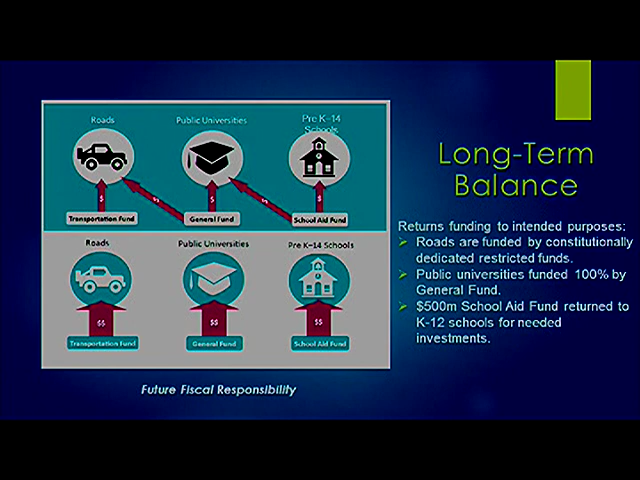 Roads
Public Universities
Pre K–14
Schools
$
$
$
$
$
Transportation Fund
General Fund
School Aid Fund
Roads
Public Universities
Pre K–14 Schools
$$
$$
$$
Transportation Fund
General Fund
School Aid Fund
Future Fiscal Responsibility
Long-Term
Balance
Returns funding to intended purposes:
Roads are funded by constitutionally
dedicated restricted funds.
Public universities funded 100% by
General Fund.
$500m School Aid Fund returned to
K-12 schools for needed
investments.